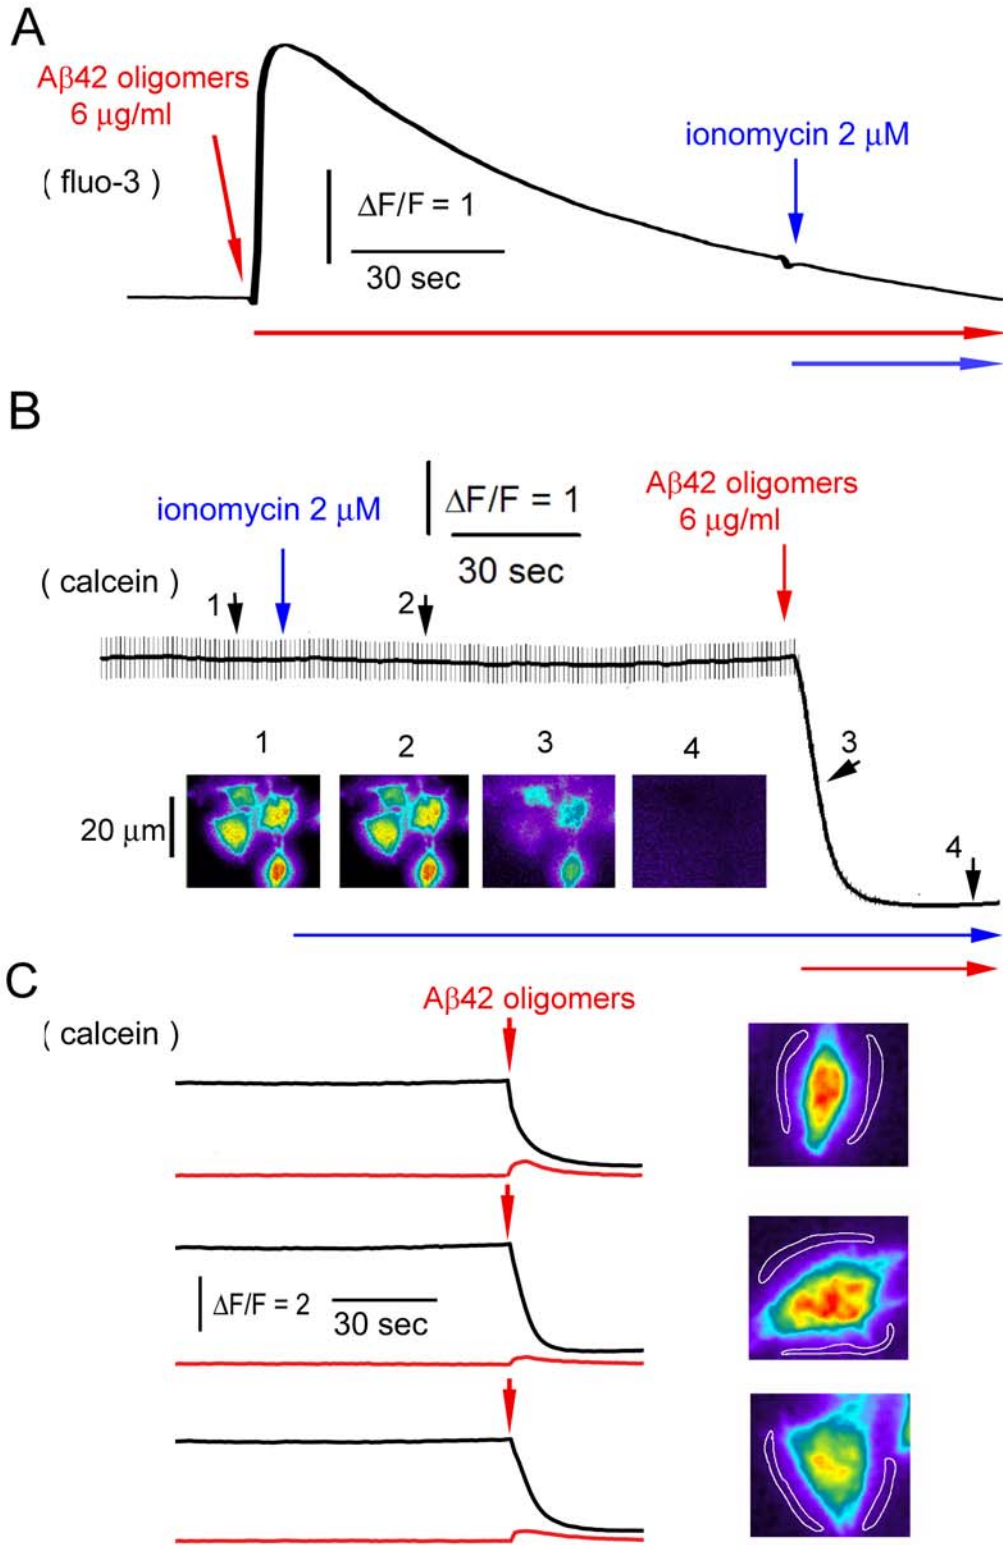 A
Aβ42 oligomers
6 μg/ml
ionomycin 2 μM
( fluo-3 )
ΔF/F = 1
30 sec
B
Aβ42 oligomers
6 μg/ml
ionomycin 2 μM
ΔF/F = 1
30 sec
( calcein )
1
2
1
2
3
4
3
20 μm
4
C
Aβ42 oligomers
( calcein )
ΔF/F = 2
30 sec